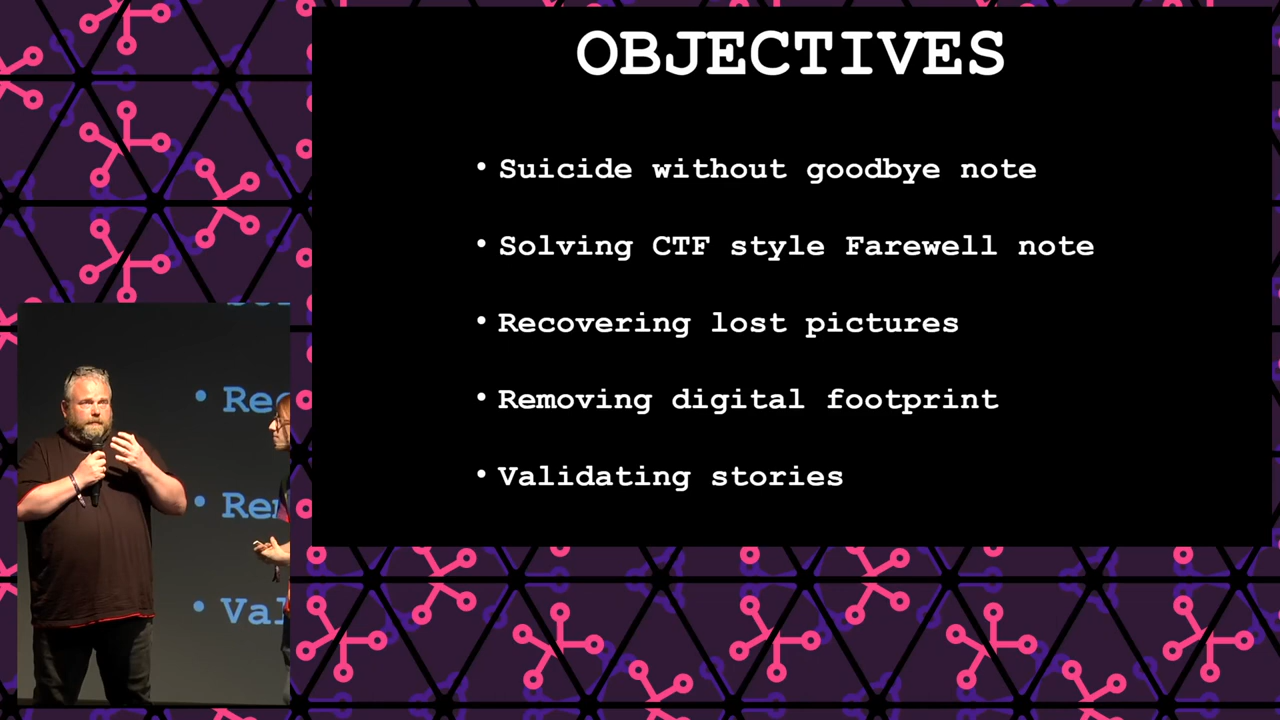 OBJECTIVES
• Suicide without goodbye note
• Solving CTF style Farewell note
• Recovering lost pictures
• Removing digital footprint
• Validating stories
• Rec
• Rem
• Val